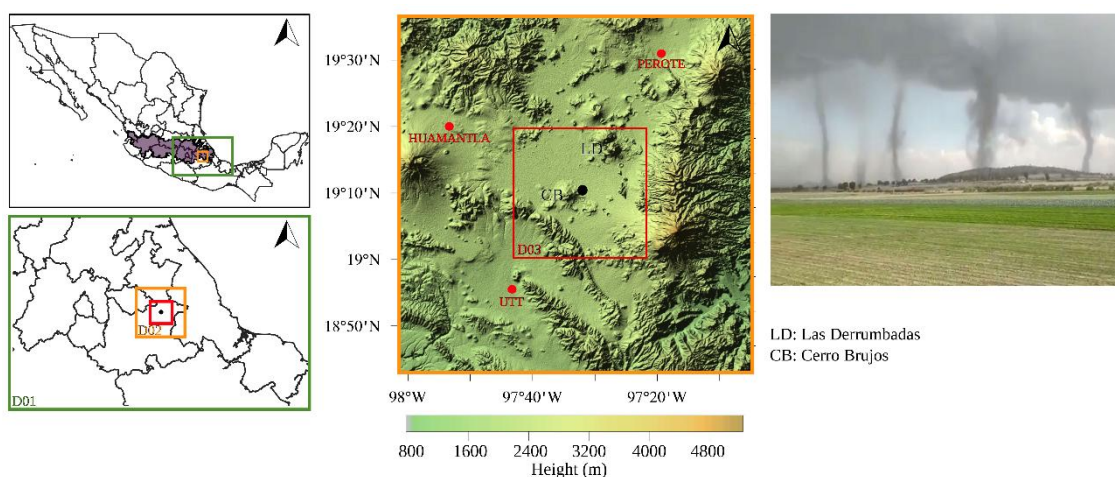 D01
D02
19°30'N
19°20'N
19°10'N
19°N
18°50'N
PEROTE
HUAMANTLA
LD
CB
D03
UTT
98°W
97°40'W
97°20'W
800 1600 2400 3200 4000 4800
Height (m)
LD: Las Derrumbadas
CB: Cerro Brujos